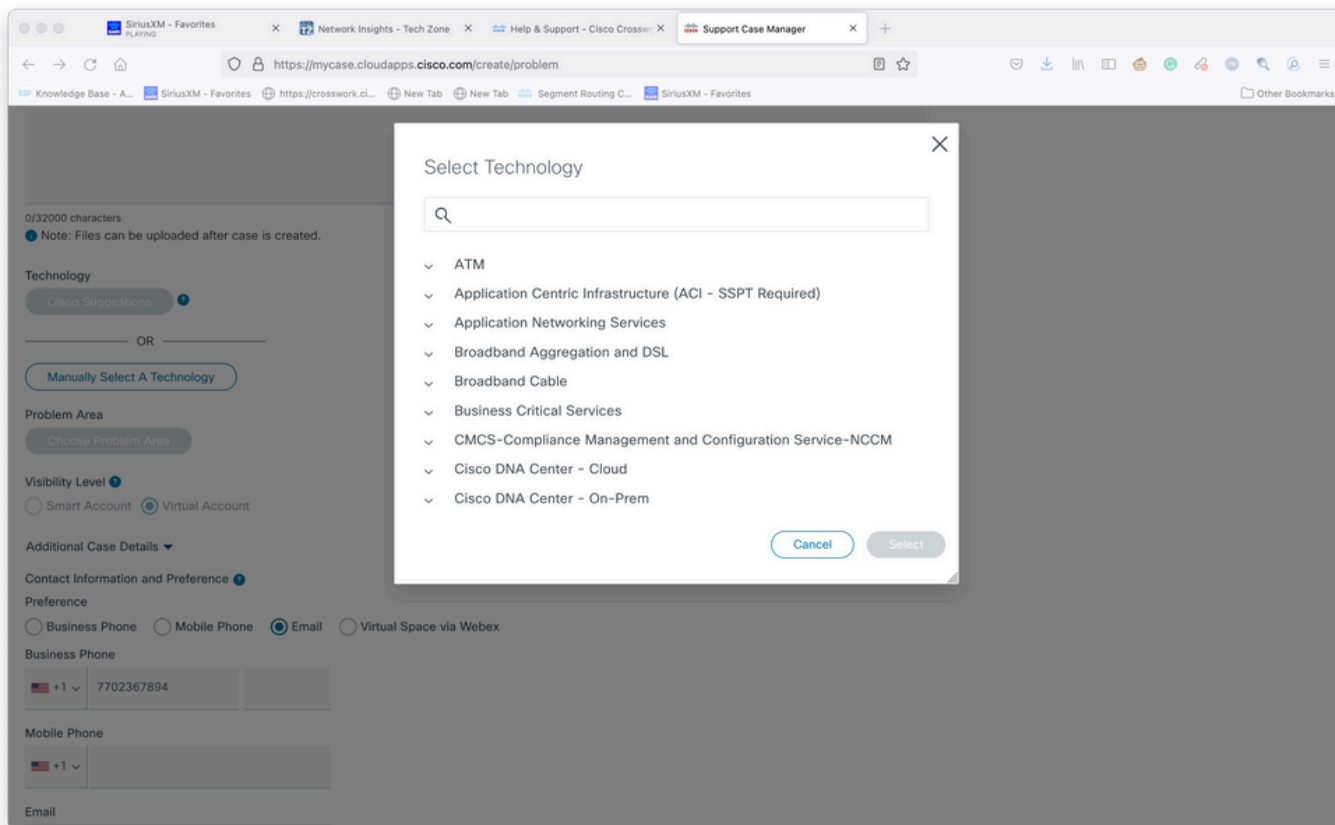 SiriusXM - Favorites
PLAYING
Network Insights - Tech Zone
Help & Support - Cisco Crossw
Support Case Manager
https://mycase.cloudapps.cisco.com/create/problem
Knowledge Base - A...
SiriusXM - Favorites
https://crosswork.ci...
New Tab
New Tab
Segment Routing C...
SiriusXM - Favorites
Other Bookmarks
Select Technology
ATM
Application Centric Infrastructure (ACI - SSPT Required)
Application Networking Services
Broadband Aggregation and DSL
Broadband Cable
Business Critical Services
CMCS-Compliance Management and Configuration Service-NCCM
Cisco DNA Center - Cloud
Cisco DNA Center - On-Prem
Cancel
Select
0/32000 characters
Note: Files can be uploaded after case is created.
Technology
Cisco Suggestions
OR
Manually Select A Technology
Problem Area
Choose Problem Area
Visibility Level
Smart Account
Virtual Account
Additional Case Details
Contact Information and Preference
Preference
Business Phone
Mobile Phone
Email
Virtual Space via Webex
Business Phone
+1
7702367894
Mobile Phone
+1
Email